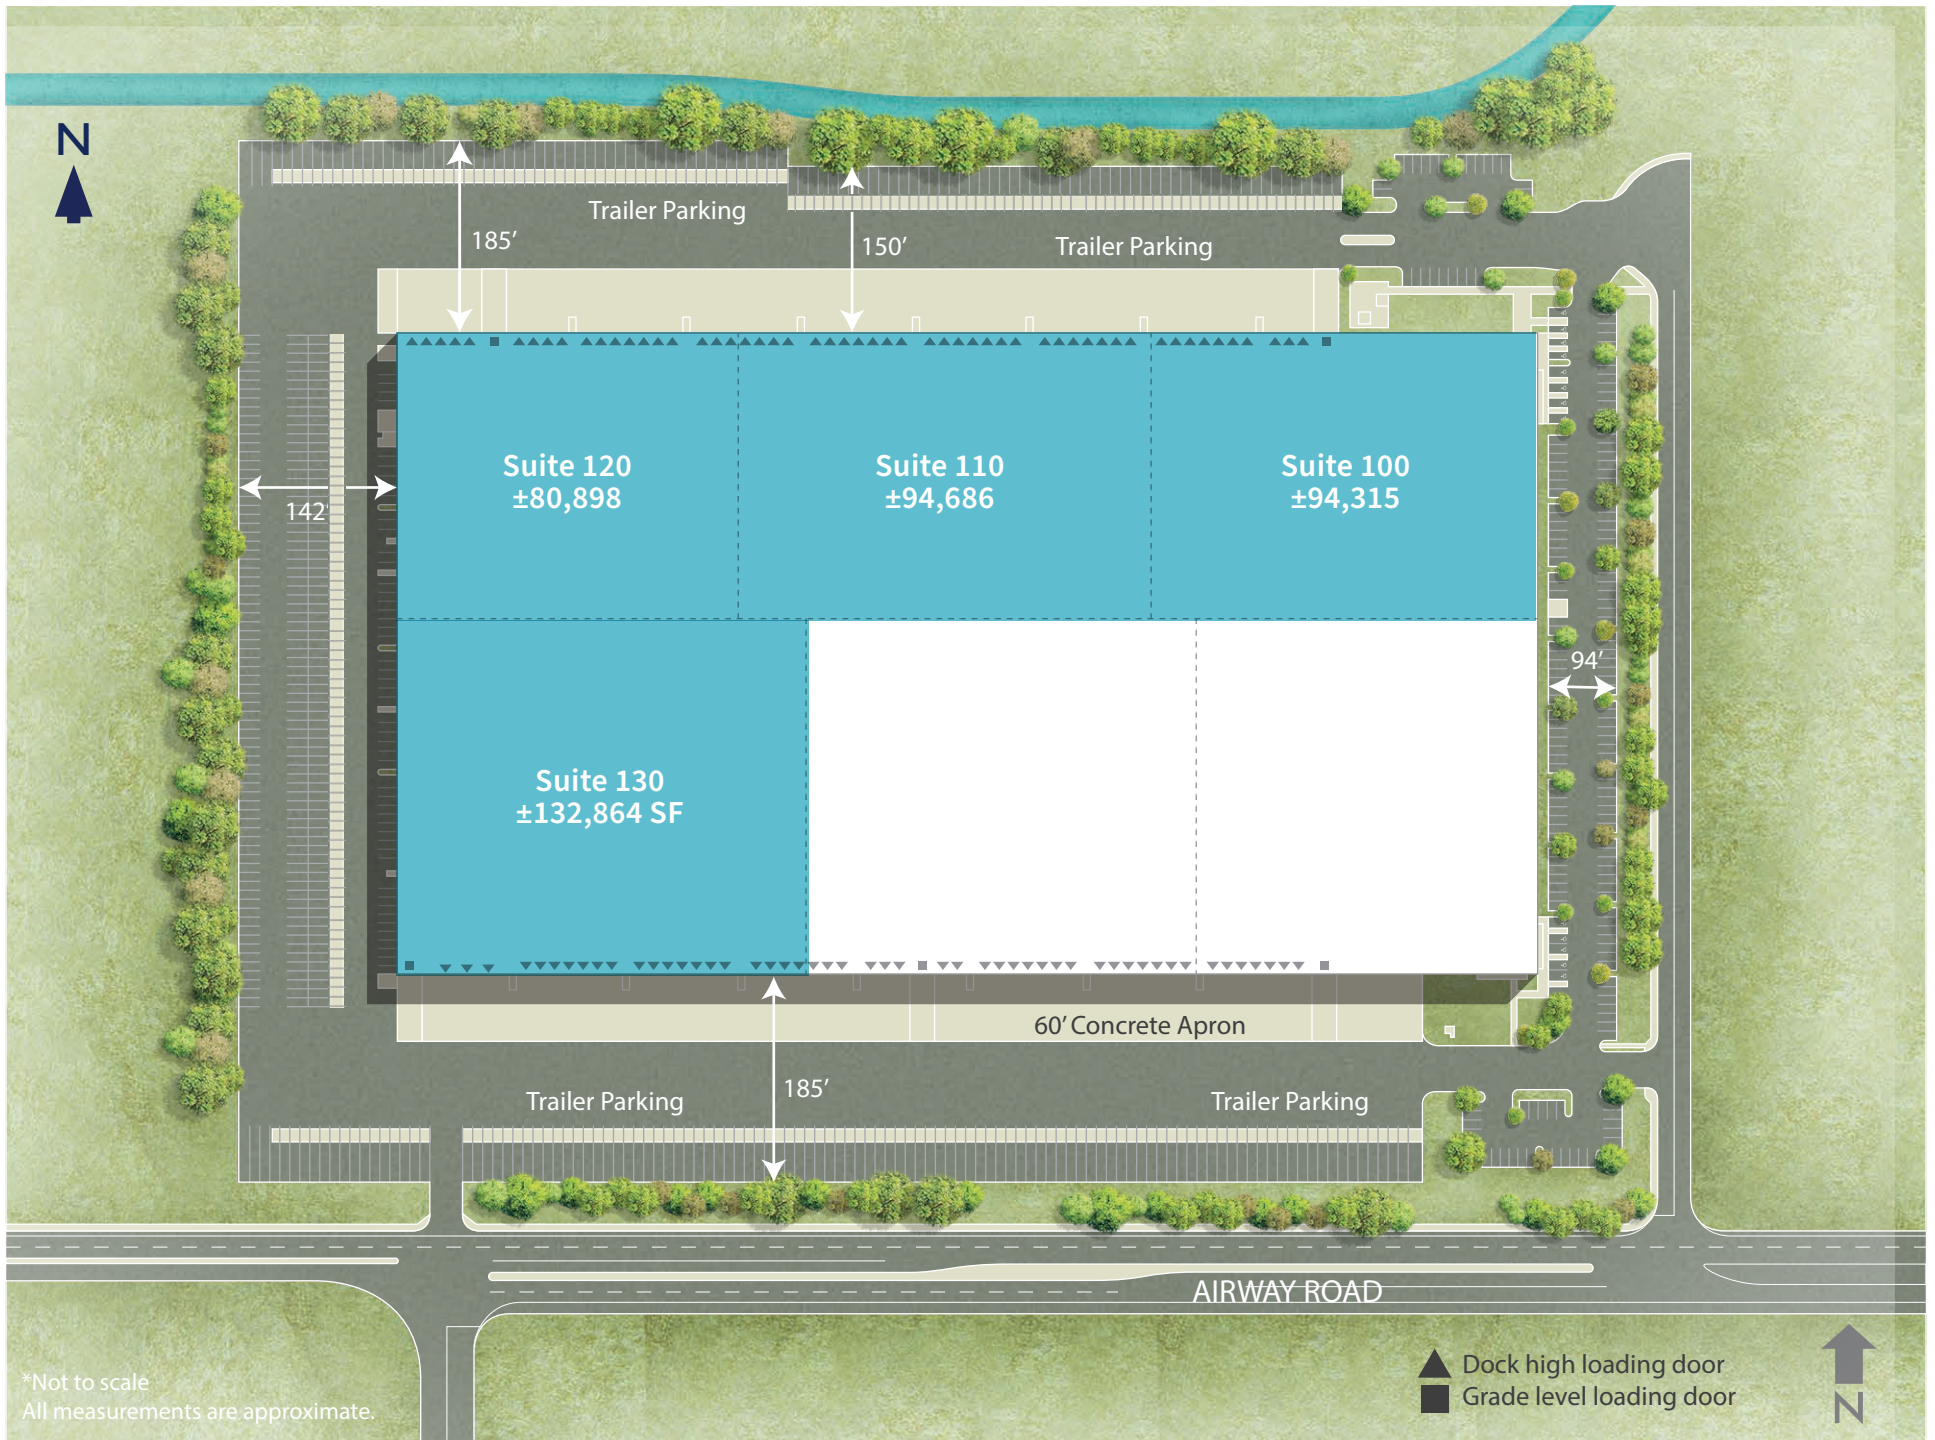 N
Trailer Parking
185’
150’
Trailer Parking
Suite 120
±80,898
Suite 110
±94,686
Suite 100
±94,315
142’
94’
Suite 130
±132,864 SF
60’ Concrete Apron
185’
Trailer Parking
Trailer Parking
AIRWAY ROAD
Dock high loading door
Grade level loading door
*Not to scale
All measurements are approximate.
N